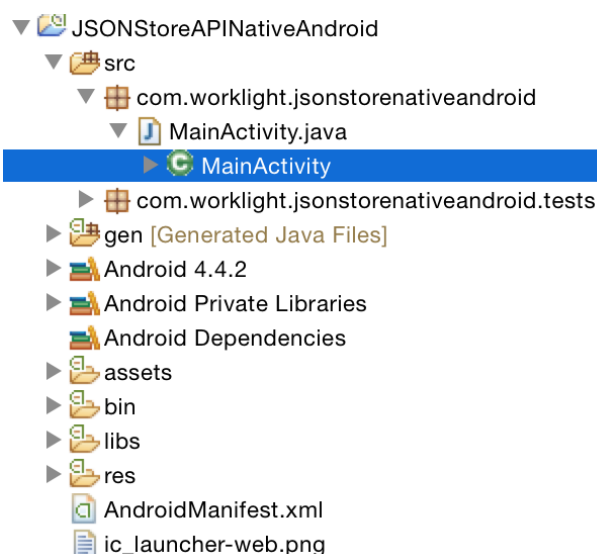 JSONStoreAPINativeAndroid
src
com.worklight.jsonstorenativeandroid
J MainActivity.java
C MainActivity
com.worklight.jsonstorenativeandroid.tests
gen [Generated Java Files]
Android 4.4.2
Android Private Libraries
Android Dependencies
assets
bin
libs
res
AndroidManifest.xml
ic_launcher-web.png